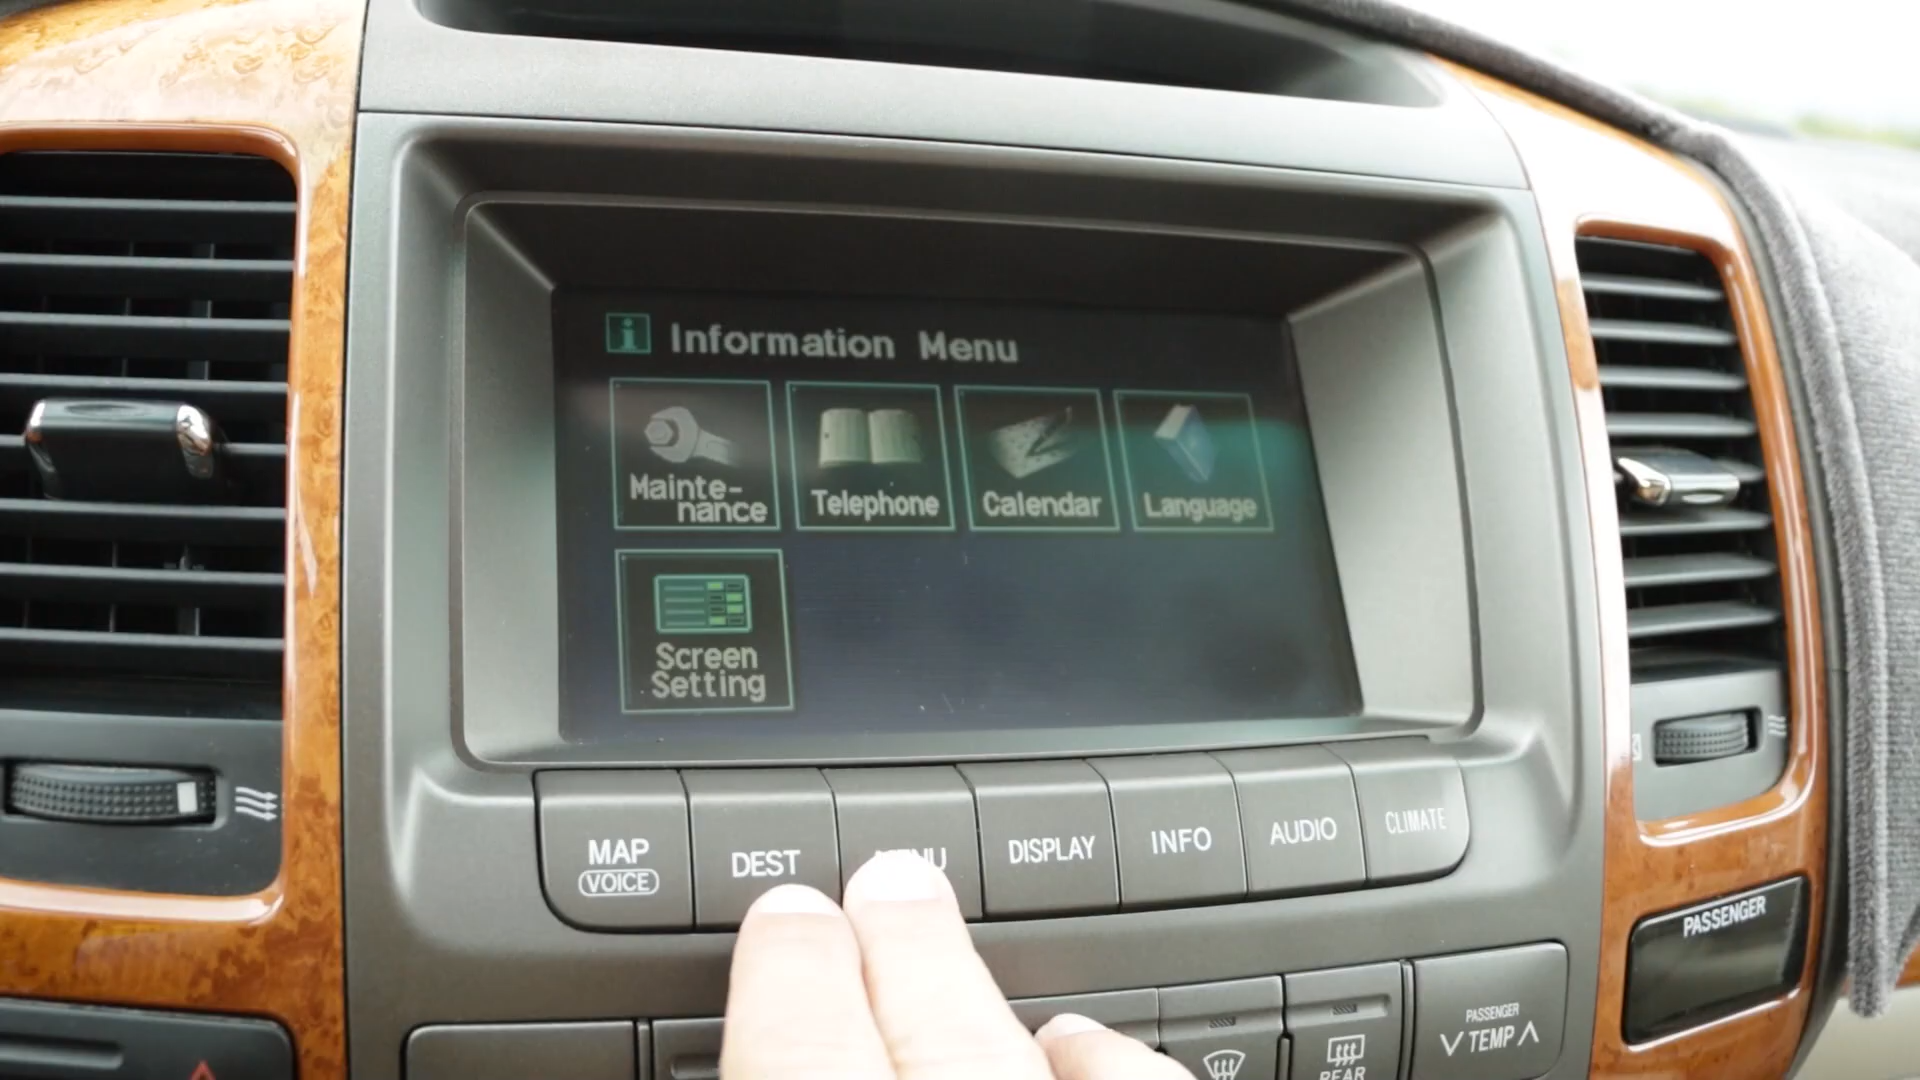 i Information Menu
Mainte-
nance
Telephone
Calendar
Language
Screen
Setting
MAP
VOICE
DEST
MENU
DISPLAY
INFO
AUDIO
CLIMATE
PASSENGER
PASSENGER
TEMP
REAR